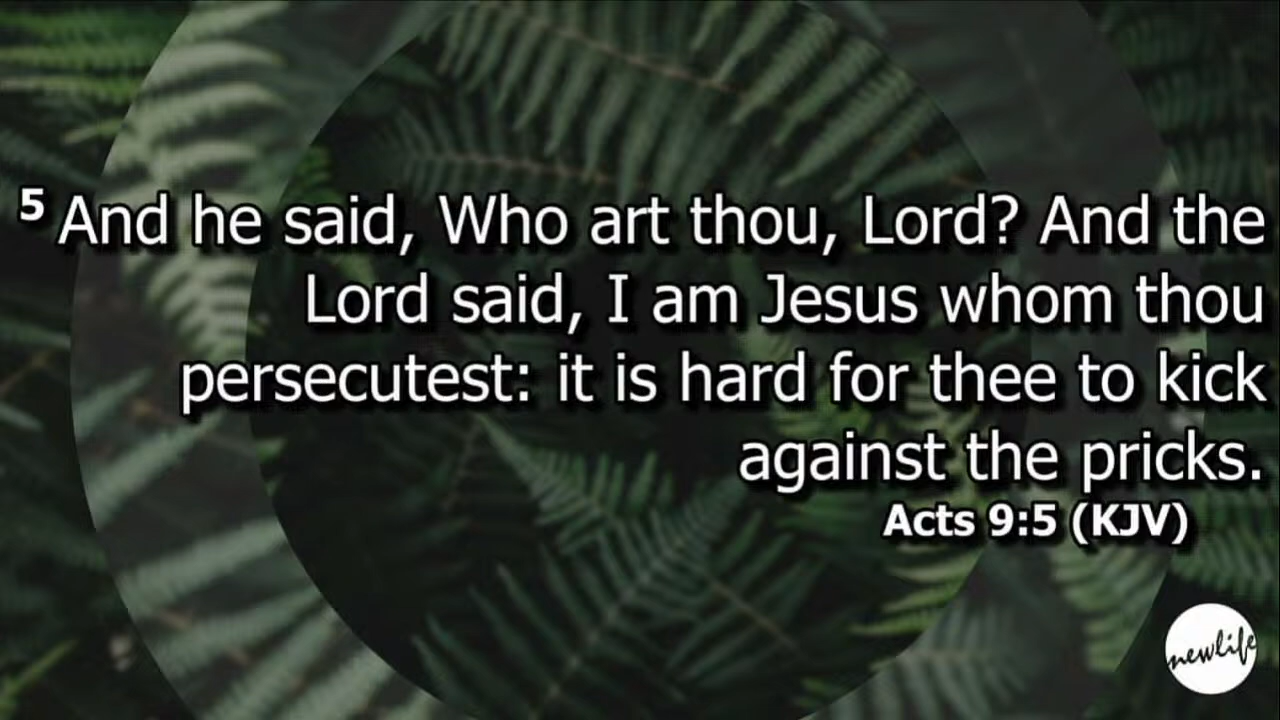 5 And he said, Who art thou, Lord? And the
Lord said, I am Jesus whom thou
persecutest: it is hard for thee to kick
against the pricks.
Acts 9:5 (KJV)
newlife